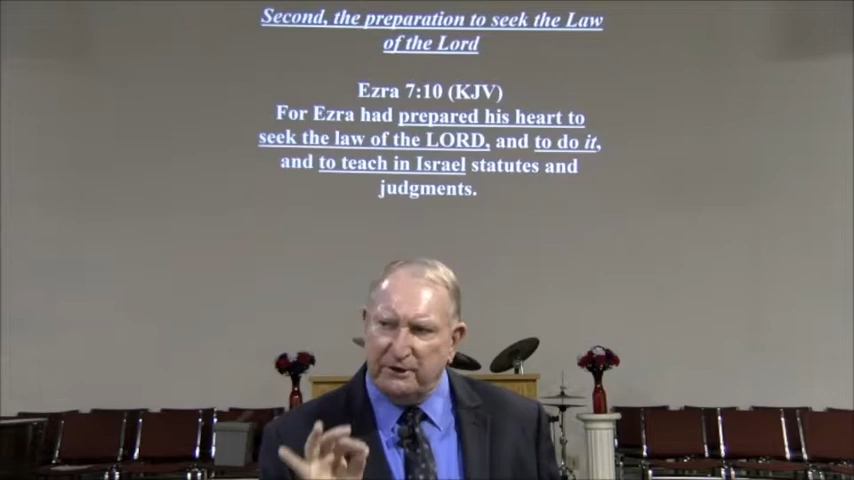 Second, the preparation to seek the Law
of the Lord
Ezra 7:10 (KJV)
For Ezra had prepared his heart to
seek the law of the LORD, and to do it,
and to teach in Israel statutes and
judgments.